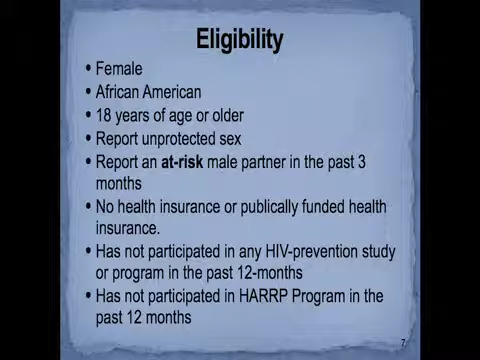 Eligibility
• Female
• African American
• 18 years of age or older
• Report unprotected sex
• Report an at-risk male partner in the past 3
months
• No health insurance or publically funded health
insurance.
• Has not participated in any HIV-prevention study
or program in the past 12-months
• Has not participated in HARRP Program in the
past 12 months
7